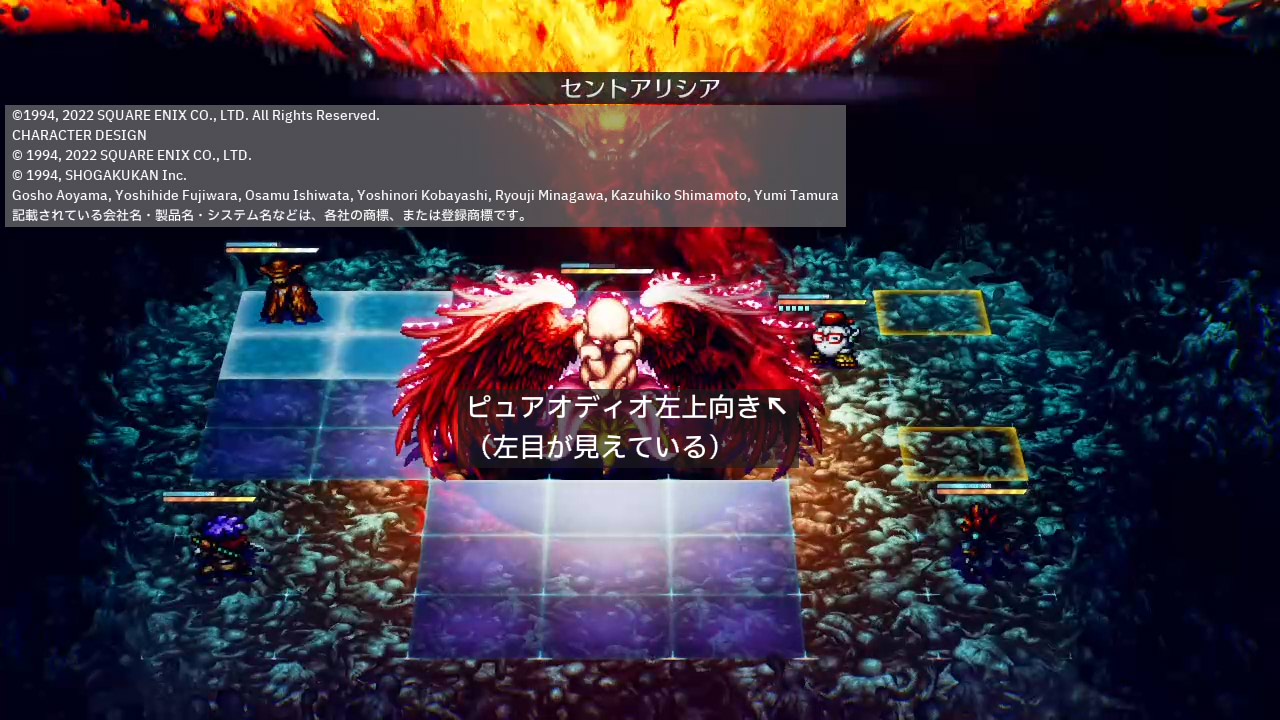 セントアリシア
©1994, 2022 SQUARE ENIX CO., LTD. All Rights Reserved.
CHARACTER DESIGN
© 1994, 2022 SQUARE ENIX CO., LTD.
© 1994, SHOGAKUKAN Inc.
Gosho Aoyama, Yoshihide Fujiwara, Osamu Ishiwata, Yoshinori Kobayashi, Ryouji Minagawa, Kazuhiko Shimamoto, Yumi Tamura
記載されている会社名・製品名・システム名などは、各社の商標、または登録商標です。
ピュアオディオ左上向き↖
（左目が見えている）